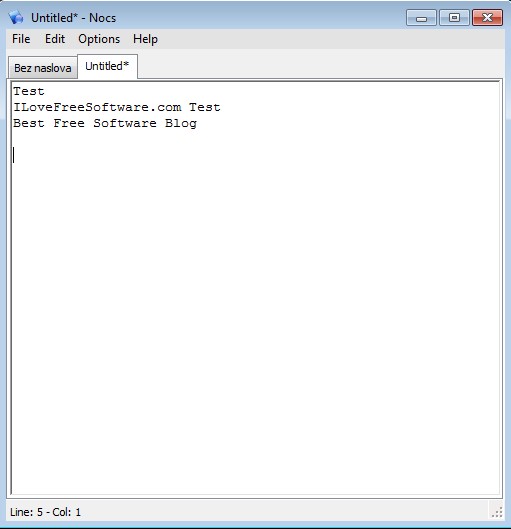 Untitled* - Nocs
File Edit Options Help
Bez naslova Untitled*
Test
ILoveFreeSoftware.com Test
Best Free Software Blog
Line: 5 - Col: 1